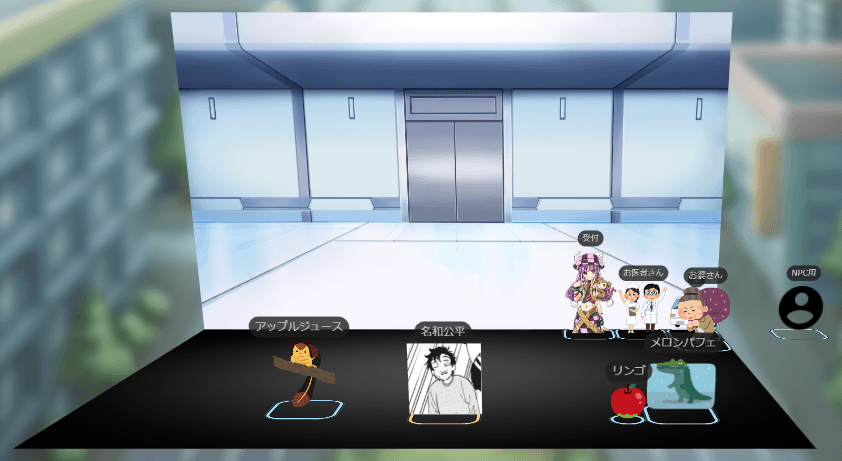 受付
お医者さん
お婆さん
NPC用
アップルジュース
名和公平
メロンパフェ
リンゴ